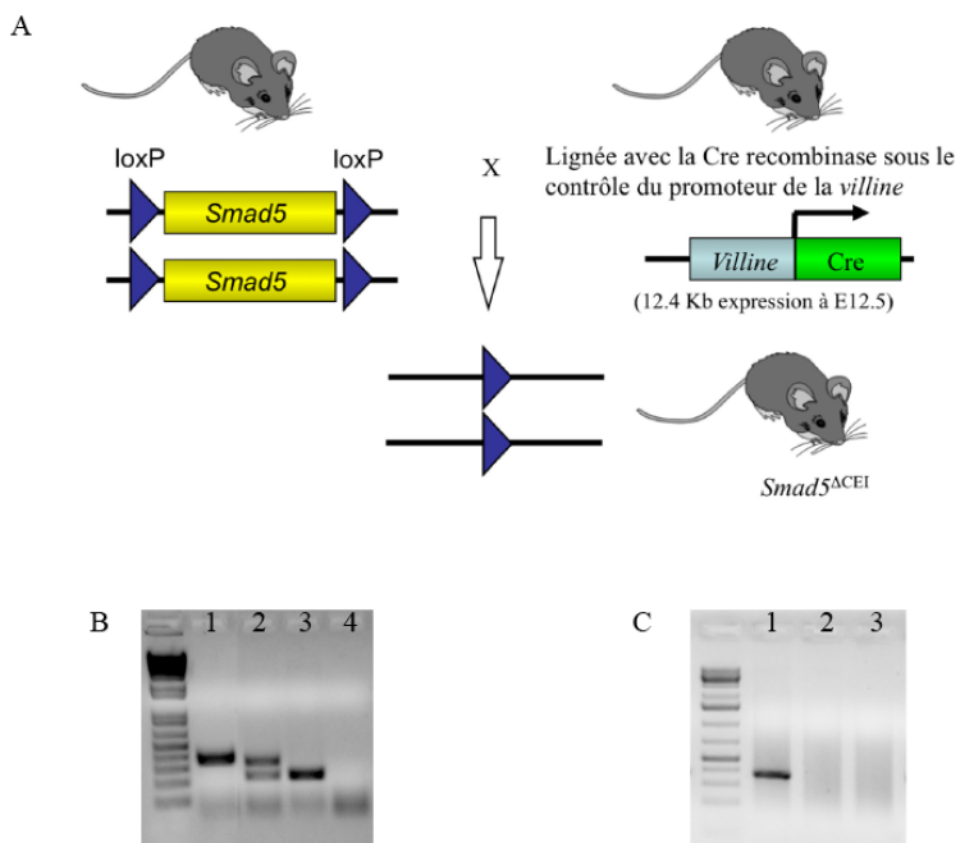 A
loxP loxP
Smad5
Smad5
X
Lignée avec la Cre recombinase sous le
contrôle du promoteur de la villine
Villine Cre
(12.4 Kb expression à E12.5)
Smad5ΔCEI
B 1 2 3 4
C 1 2 3